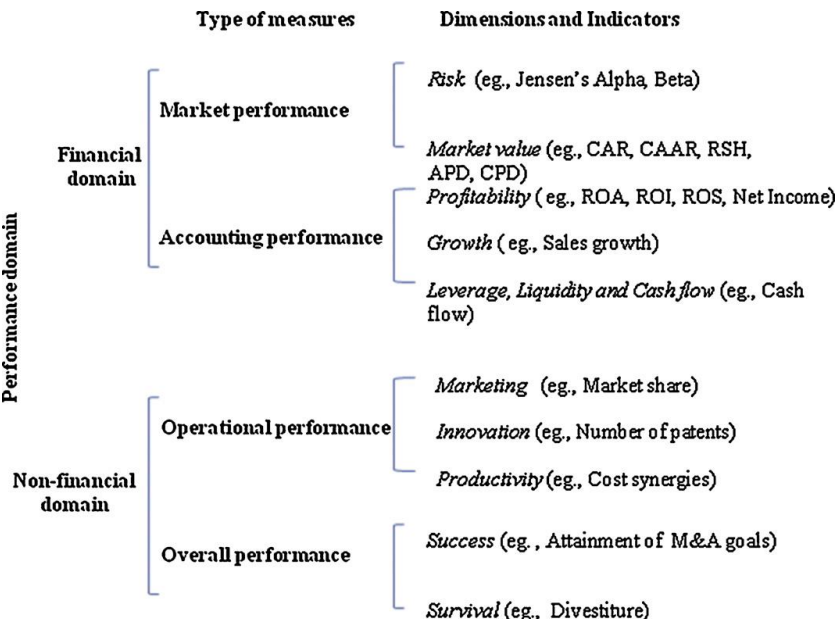 Type of measures
Dimensions and Indicators
Performance domain
Financial
domain
Market performance
Risk (eg., Jensen's Alpha, Beta)
Market value (eg., CAR, CAAR, RSH,
APD, CPD)
Accounting performance
Profitability ( eg., ROA, ROI, ROS, Net Income)
Growth ( eg., Sales growth)
Leverage, Liquidity and Cash flow (eg., Cash
flow)
Non-financial
domain
Operational performance
Marketing (eg., Market share)
Innovation (eg., Number of patents)
Productivity (eg., Cost synergies)
Overall performance
Success (eg. , Attainment of M&A goals)
Survival (eg., Divestiture)